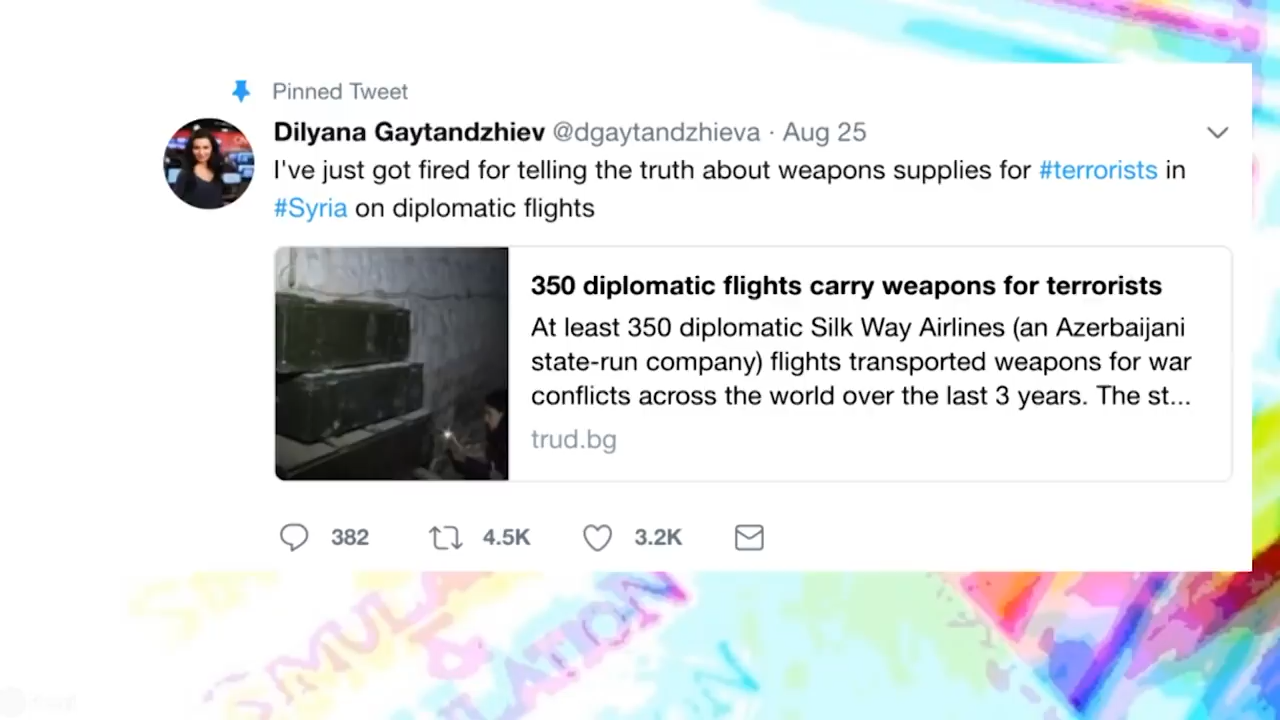 Pinned Tweet
Dilyana Gaytandzhiev @dgaytandzhieva · Aug 25
I've just got fired for telling the truth about weapons supplies for #terrorists in
#Syria on diplomatic flights
350 diplomatic flights carry weapons for terrorists
At least 350 diplomatic Silk Way Airlines (an Azerbaijani
state-run company) flights transported weapons for war
conflicts across the world over the last 3 years. The st...
trud.bg
382 4.5K 3.2K
SIMULA
&